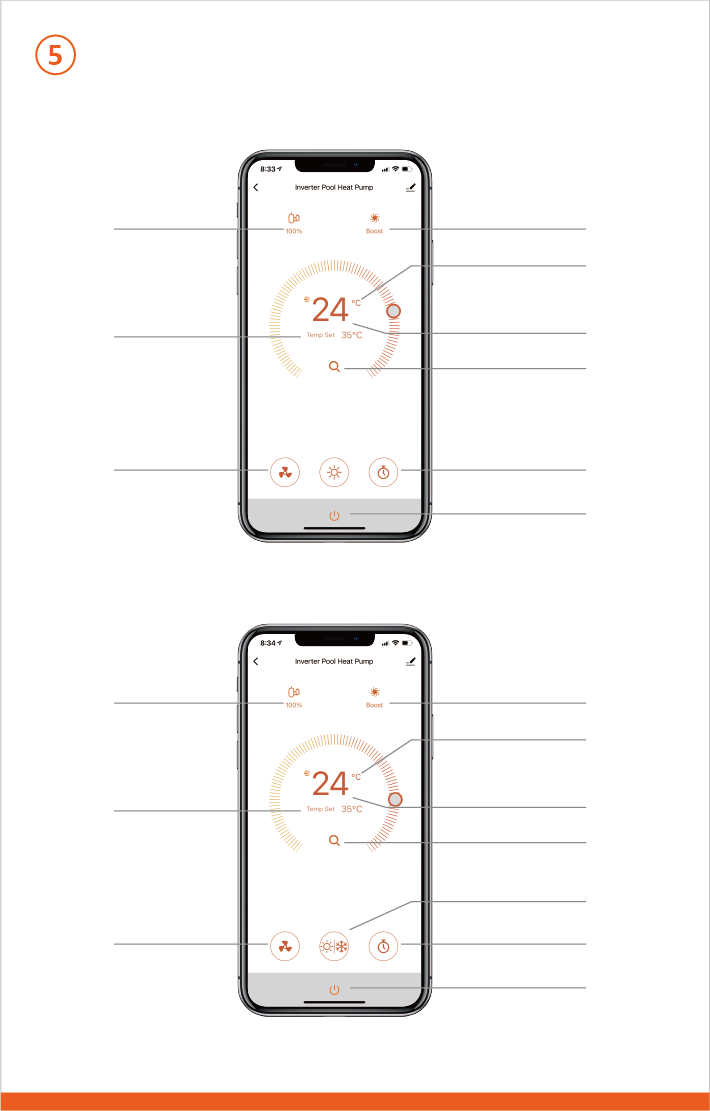 5
8:33
Inverter Pool Heat Pump
100% Boost
24 °C
Temp Set 35°C
8:34
Inverter Pool Heat Pump
100% Boost
24 °C
Temp Set 35°C